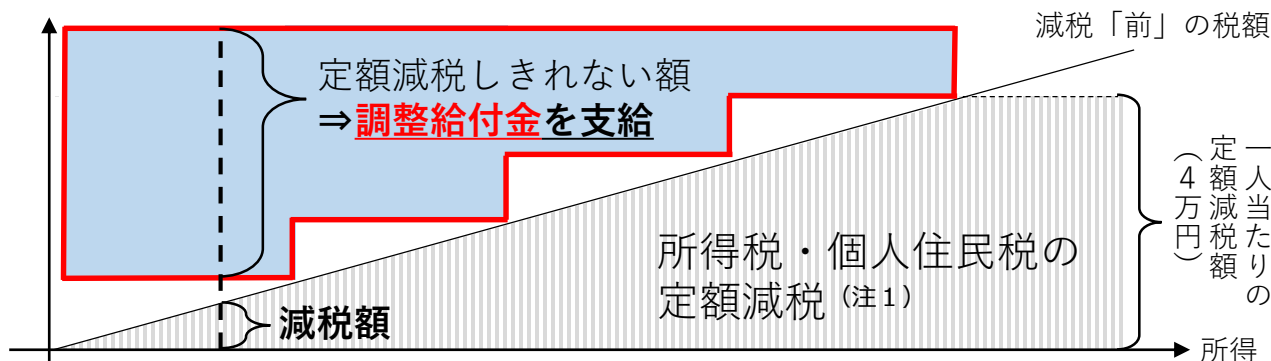 減税「前」の税額
定額減税しきれない額
⇒調整給付金を支給
一人当たりの
定額減税額
（４万円）
所得税・個人住民税の
定額減税（注１）
減税額
所得